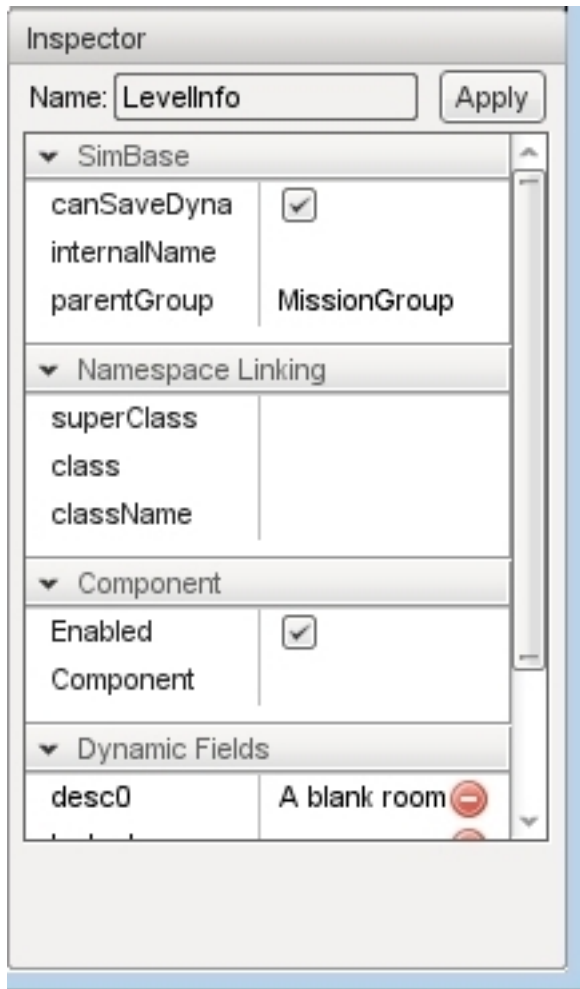 Inspector
Name: LevelInfo Apply
SimBase
canSaveDyna
internalName
parentGroup MissionGroup
Namespace Linking
superClass
class
className
Component
Enabled
Component
Dynamic Fields
desc0 A blank room